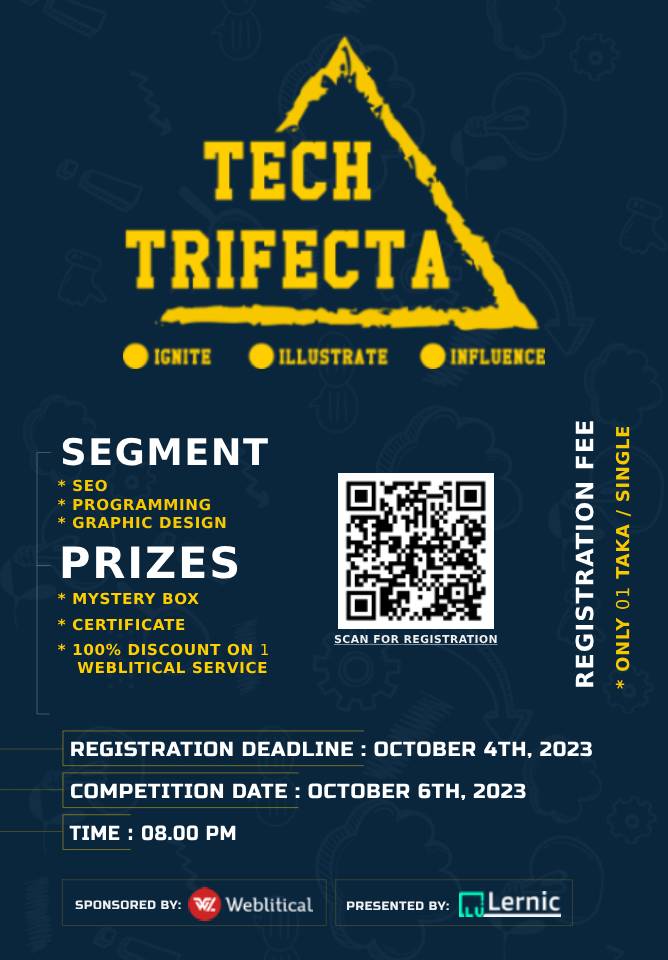 TECH
TRIFECTA
IGNITE ILLUSTRATE INFLUENCE
SEGMENT
* SEO
* PROGRAMMING
* GRAPHIC DESIGN
PRIZES
* MYSTERY BOX
* CERTIFICATE
* 100% DISCOUNT ON 1
WEBLITICAL SERVICE
SCAN FOR REGISTRATION
REGISTRATION FEE
* ONLY 01 TAKA / SINGLE
REGISTRATION DEADLINE : OCTOBER 4TH, 2023
COMPETITION DATE : OCTOBER 6TH, 2023
TIME : 08.00 PM
SPONSORED BY: Weblitical
PRESENTED BY: Lernic